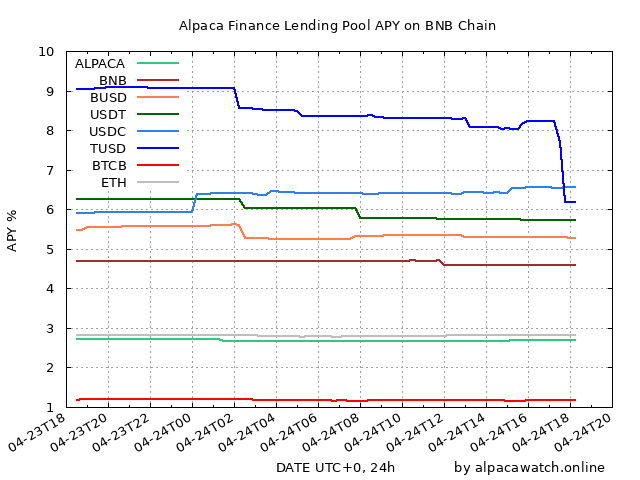 Alpaca Finance Lending Pool APY on BNB Chain
10
9
8
7
6
5
4
3
2
1
APY %
ALPACA
BNB
BUSD
USDT
USDC
TUSD
BTCB
ETH
04-23T18
04-23T20
04-23T22
04-24T00
04-24T02
04-24T04
04-24T06
04-24T08
04-24T10
04-24T12
04-24T14
04-24T16
04-24T18
04-24T20
DATE UTC+0, 24h
by alpacawatch.online